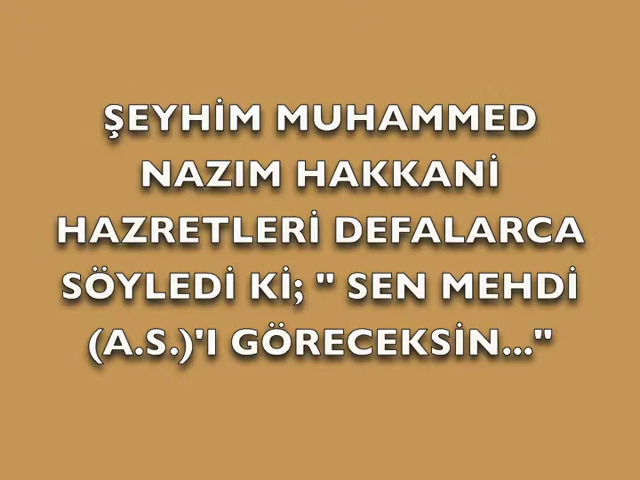 ŞEYHİM MUHAMMED
NAZIM HAKKANİ
HAZRETLERİ DEFALARCA
SÖYLEDİ Kİ; " SEN MEHDİ
(A.S.)'I GÖRECEKSİN..."